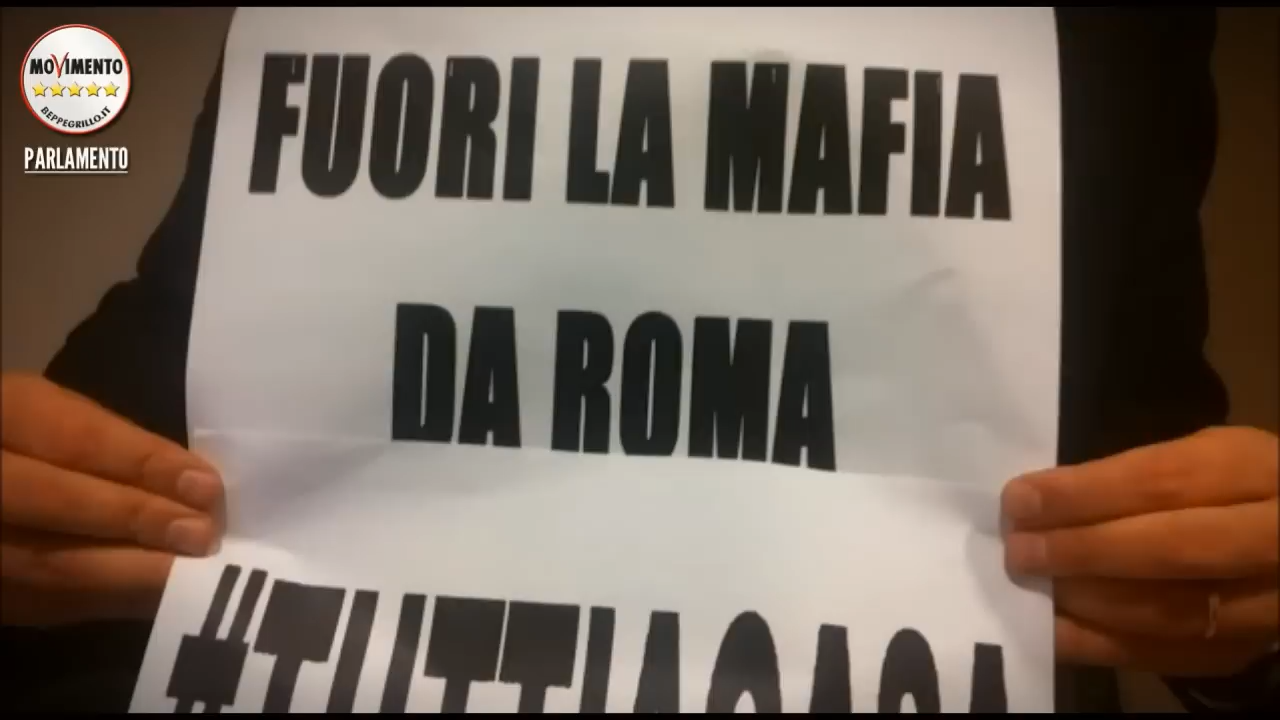 MOVIMENTO
BEPPEGRILLO.IT
PARLAMENTO
FUORI LA MAFIA
DA ROMA
#TUTTIACASA